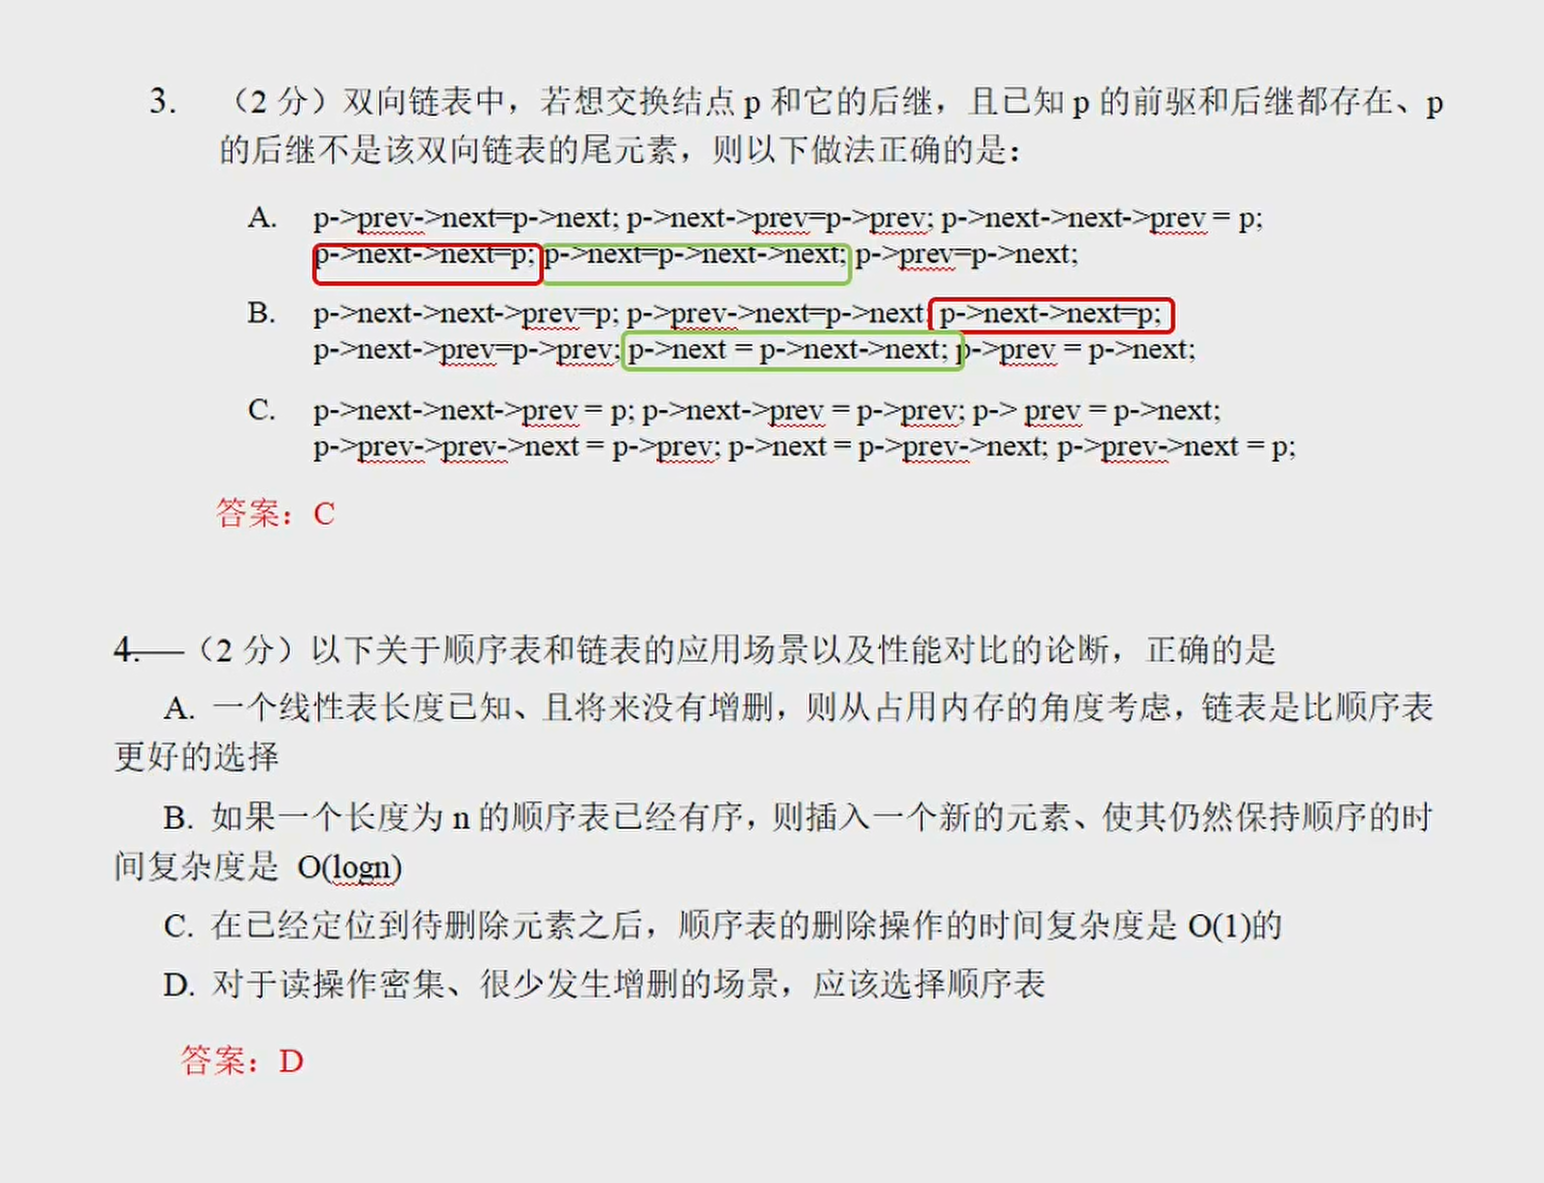 3. （2 分）双向链表中，若想交换结点 p 和它的后继，且已知 p 的前驱和后继都存在、p
的后继不是该双向链表的尾元素，则以下做法正确的是：
A. p->prev->next=p->next; p->next->prev=p->prev; p->next->next->prev = p;
p->next->next=p; p->next=p->next->next; p->prev=p->next;
B. p->next->next->prev=p; p->prev->next=p->next; p->next->next=p;
p->next->prev=p->prev; p->next = p->next->next; p->prev = p->next;
C. p->next->next->prev = p; p->next->prev = p->prev; p-> prev = p->next;
p->prev->prev->next = p->prev; p->next = p->prev->next; p->prev->next = p;
答案：C
4. （2 分）以下关于顺序表和链表的应用场景以及性能对比的论断，正确的是
A. 一个线性表长度已知、且将来没有增删，则从占用内存的角度考虑，链表是比顺序表
更好的选择
B. 如果一个长度为 n 的顺序表已经有序，则插入一个新的元素、使其仍然保持顺序的时
间复杂度是 O(logn)
C. 在已经定位到待删除元素之后，顺序表的删除操作的时间复杂度是 O(1)的
D. 对于读操作密集、很少发生增删的场景，应该选择顺序表
答案：D